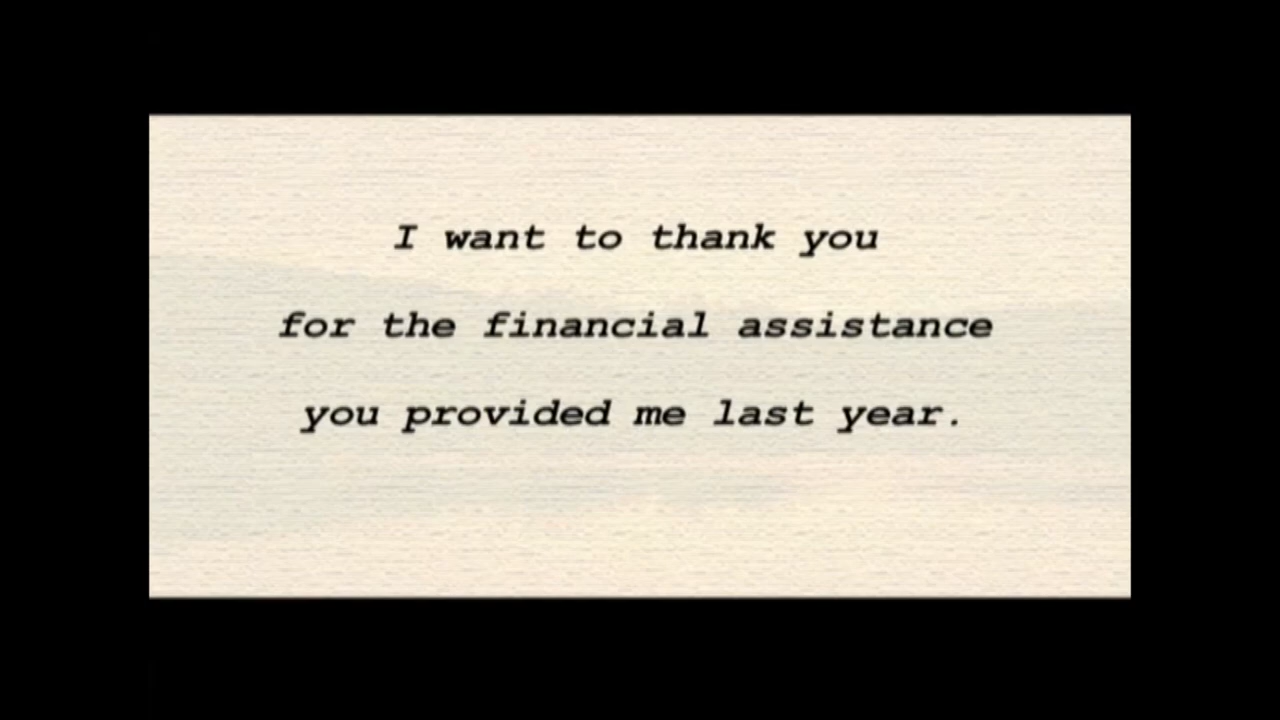 I want to thank you
for the financial assistance
you provided me last year.